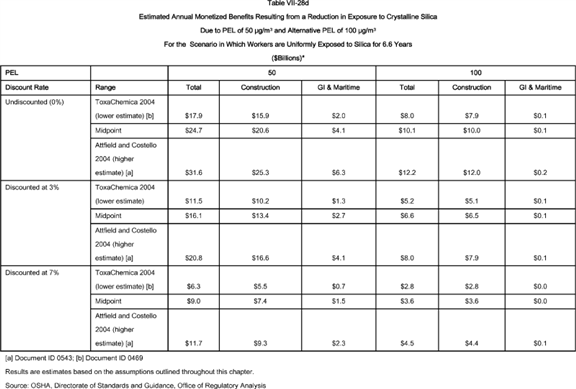 Table VII-28d
Estimated Annual Monetized Benefits Resulting from a Reduction in Exposure to Crystalline Silica
Due to PEL of 50 µg/m³ and Alternative PEL of 100 µg/m³
For the Scenario in Which Workers are Uniformly Exposed to Silica for 6.6 Years
($Billions)*
PEL 50 100
Discount Rate Range Total Construction GI & Maritime Total Construction GI & Maritime
Undiscounted (0%) ToxaChemica 2004
(lower estimate) [b] $17.9 $15.9 $2.0 $8.0 $7.9 $0.1
Midpoint $24.7 $20.6 $4.1 $10.1 $10.0 $0.1
Attfield and Costello
2004 (higher
estimate) [a] $31.6 $25.3 $6.3 $12.2 $12.0 $0.2
Discounted at 3% ToxaChemica 2004
(lower estimate) $11.5 $10.2 $1.3 $5.2 $5.1 $0.1
Midpoint $16.1 $13.4 $2.7 $6.6 $6.5 $0.1
Attfield and Costello
2004 (higher
estimate) [a] $20.8 $16.6 $4.1 $8.0 $7.9 $0.1
Discounted at 7% ToxaChemica 2004
(lower estimate) [b] $6.3 $5.5 $0.7 $2.8 $2.8 $0.0
Midpoint $9.0 $7.4 $1.5 $3.6 $3.6 $0.0
Attfield and Costello
2004 (higher
estimate) [a] $11.7 $9.3 $2.3 $4.5 $4.4 $0.1
[a] Document ID 0543; [b] Document ID 0469
Results are estimates based on the assumptions outlined throughout this chapter.
Source: OSHA, Directorate of Standards and Guidance, Office of Regulatory Analysis